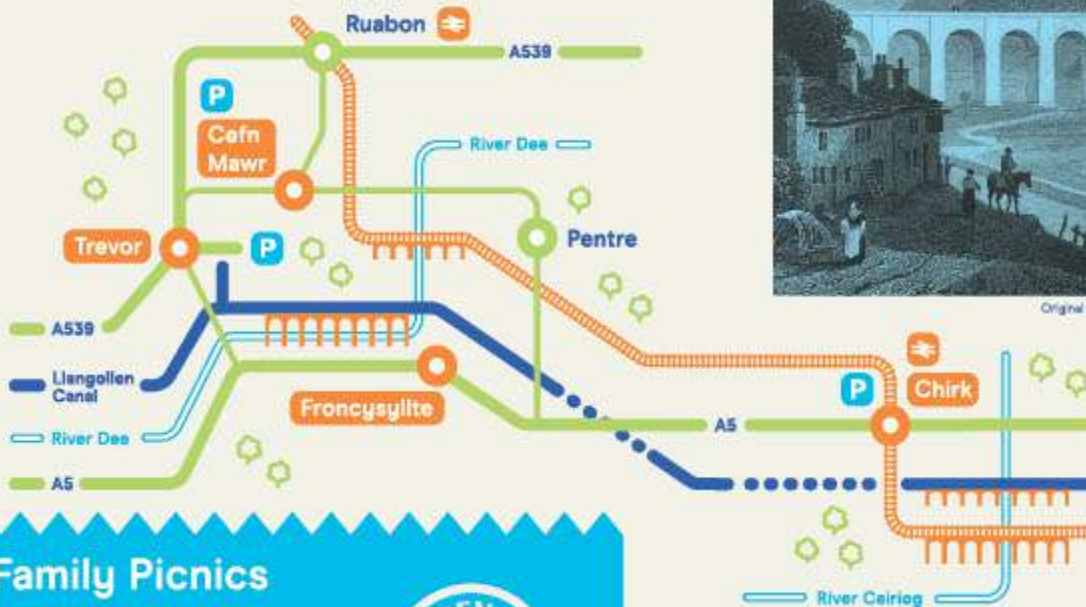 Ruabon
A539
P
Cefn
Mawr
River Dee
Trevor
P
Pentre
Original
A539
Llangollen
Canal
Froncysyllte
P
Chirk
River Dee
A5
A5
Family Picnics
River Ceiriog